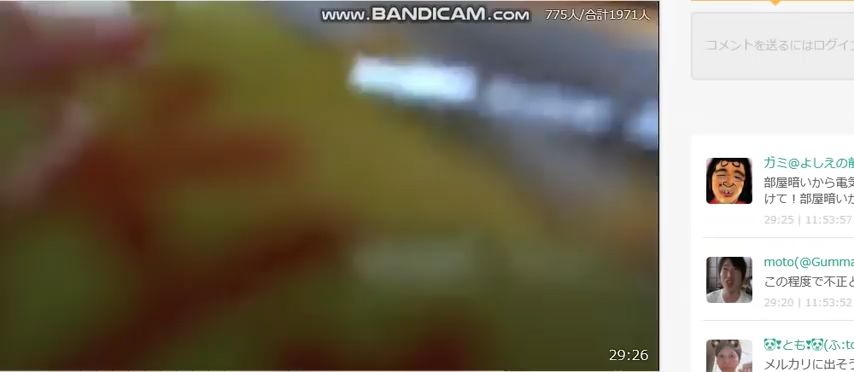 www.BANDICAM.com
775人/合計1971人
29:26
コメントを送るにはログイ
ガミ@よしえの
部屋暗いから電気
けて！部屋暗いか
29:25 | 11:53:57
moto(@Gumma
この程度で不正と
29:20 | 11:53:52
🐼❣とも❣🐼(ふ:to
メルカリに出そう